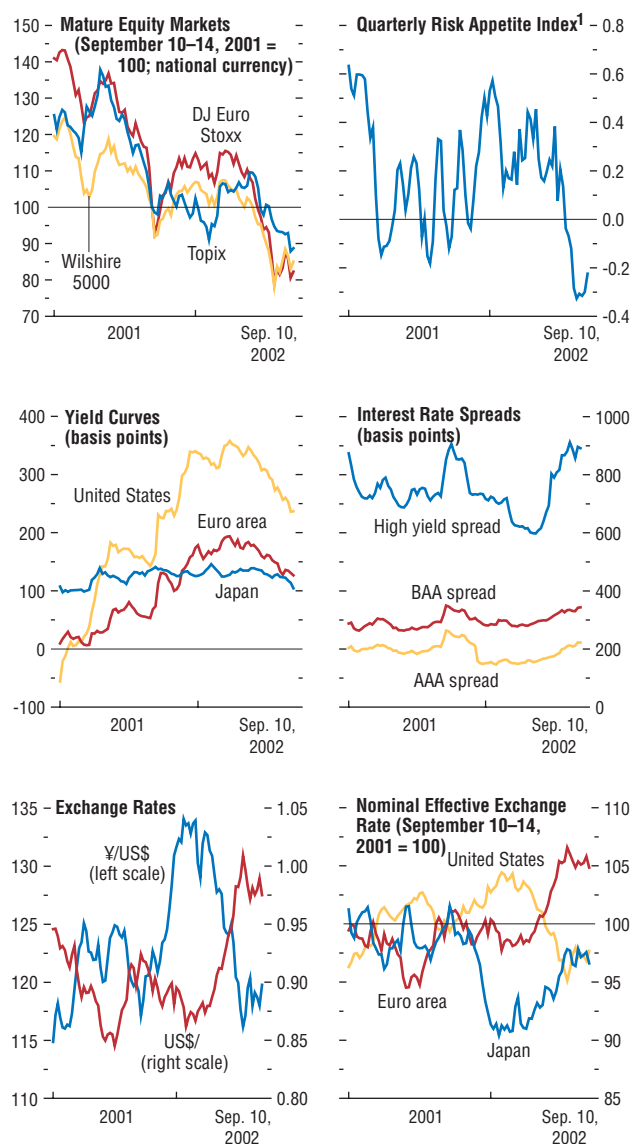 Mature Equity Markets
(September 10–14, 2001 =
100; national currency)
150
140
130
120
110
100
90
80
70
DJ Euro
Stoxx
Wilshire
5000
Topix
2001
Sep. 10,
2002
Quarterly Risk Appetite Index1
0.8
0.6
0.4
0.2
0.0
-0.2
-0.4
2001
Sep. 10,
2002
Yield Curves
(basis points)
400
300
200
100
0
-100
United States
Euro area
Japan
2001
Sep. 10,
2002
Interest Rate Spreads
(basis points)
1000
800
600
400
200
0
High yield spread
BAA spread
AAA spread
2001
Sep. 10,
2002
Exchange Rates
135
130
125
120
115
110
1.05
1.00
0.95
0.90
0.85
0.80
¥/US$
(left scale)
US$/
(right scale)
2001
Sep. 10,
2002
Nominal Effective Exchange
Rate (September 10–14,
2001 = 100)
110
105
100
95
90
85
United States
Euro area
Japan
2001
Sep. 10,
2002